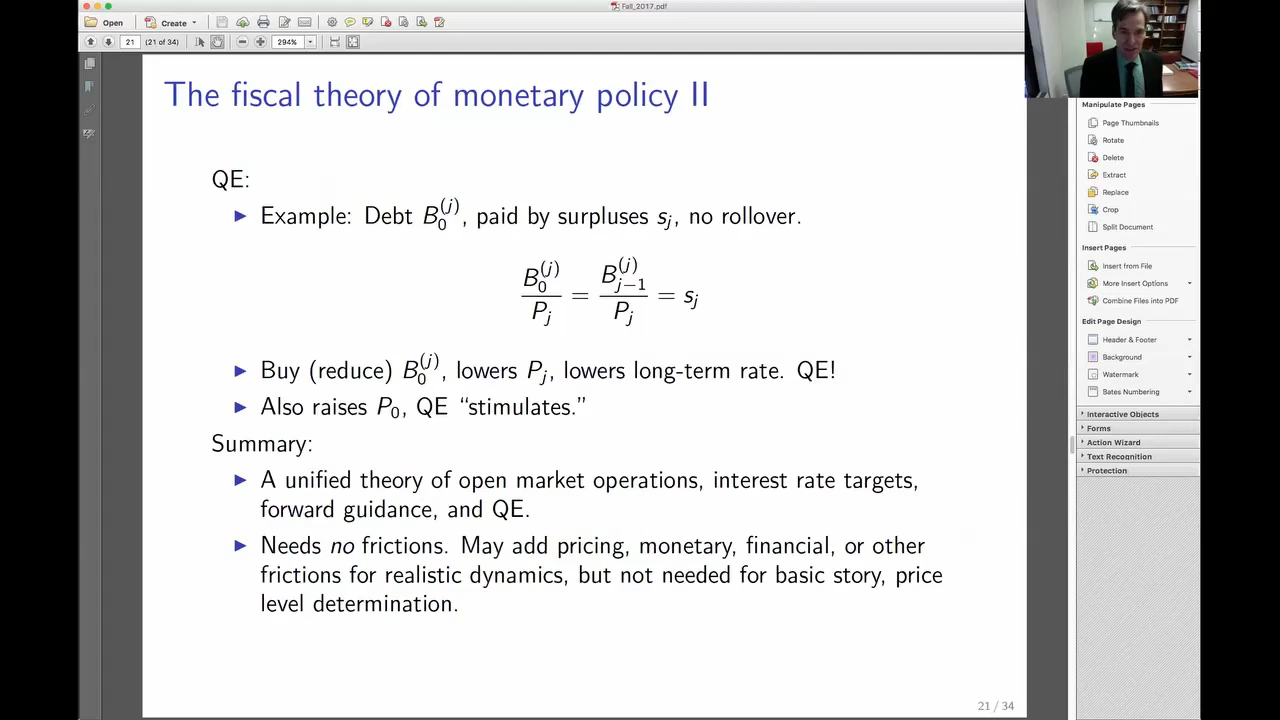 Fall_2017.pdf
Open
Create
21
(21 of 34)
294%
The fiscal theory of monetary policy II
QE:
Example: Debt B_0^{(j)}, paid by surpluses s_j, no rollover.
\frac{B_0^{(j)}}{P_j} = \frac{B_{j-1}^{(j)}}{P_j} = s_j
Buy (reduce) B_0^{(j)}, lowers P_j, lowers long-term rate. QE!
Also raises P_0, QE “stimulates.”
Summary:
A unified theory of open market operations, interest rate targets,
forward guidance, and QE.
Needs no frictions. May add pricing, monetary, financial, or other
frictions for realistic dynamics, but not needed for basic story, price
level determination.
21 / 34
Manipulate Pages
Page Thumbnails
Rotate
Delete
Extract
Replace
Crop
Split Document
Insert Pages
Insert from File
More Insert Options
Combine Files into PDF
Edit Page Design
Header & Footer
Background
Watermark
Bates Numbering
Interactive Objects
Forms
Action Wizard
Text Recognition
Protection